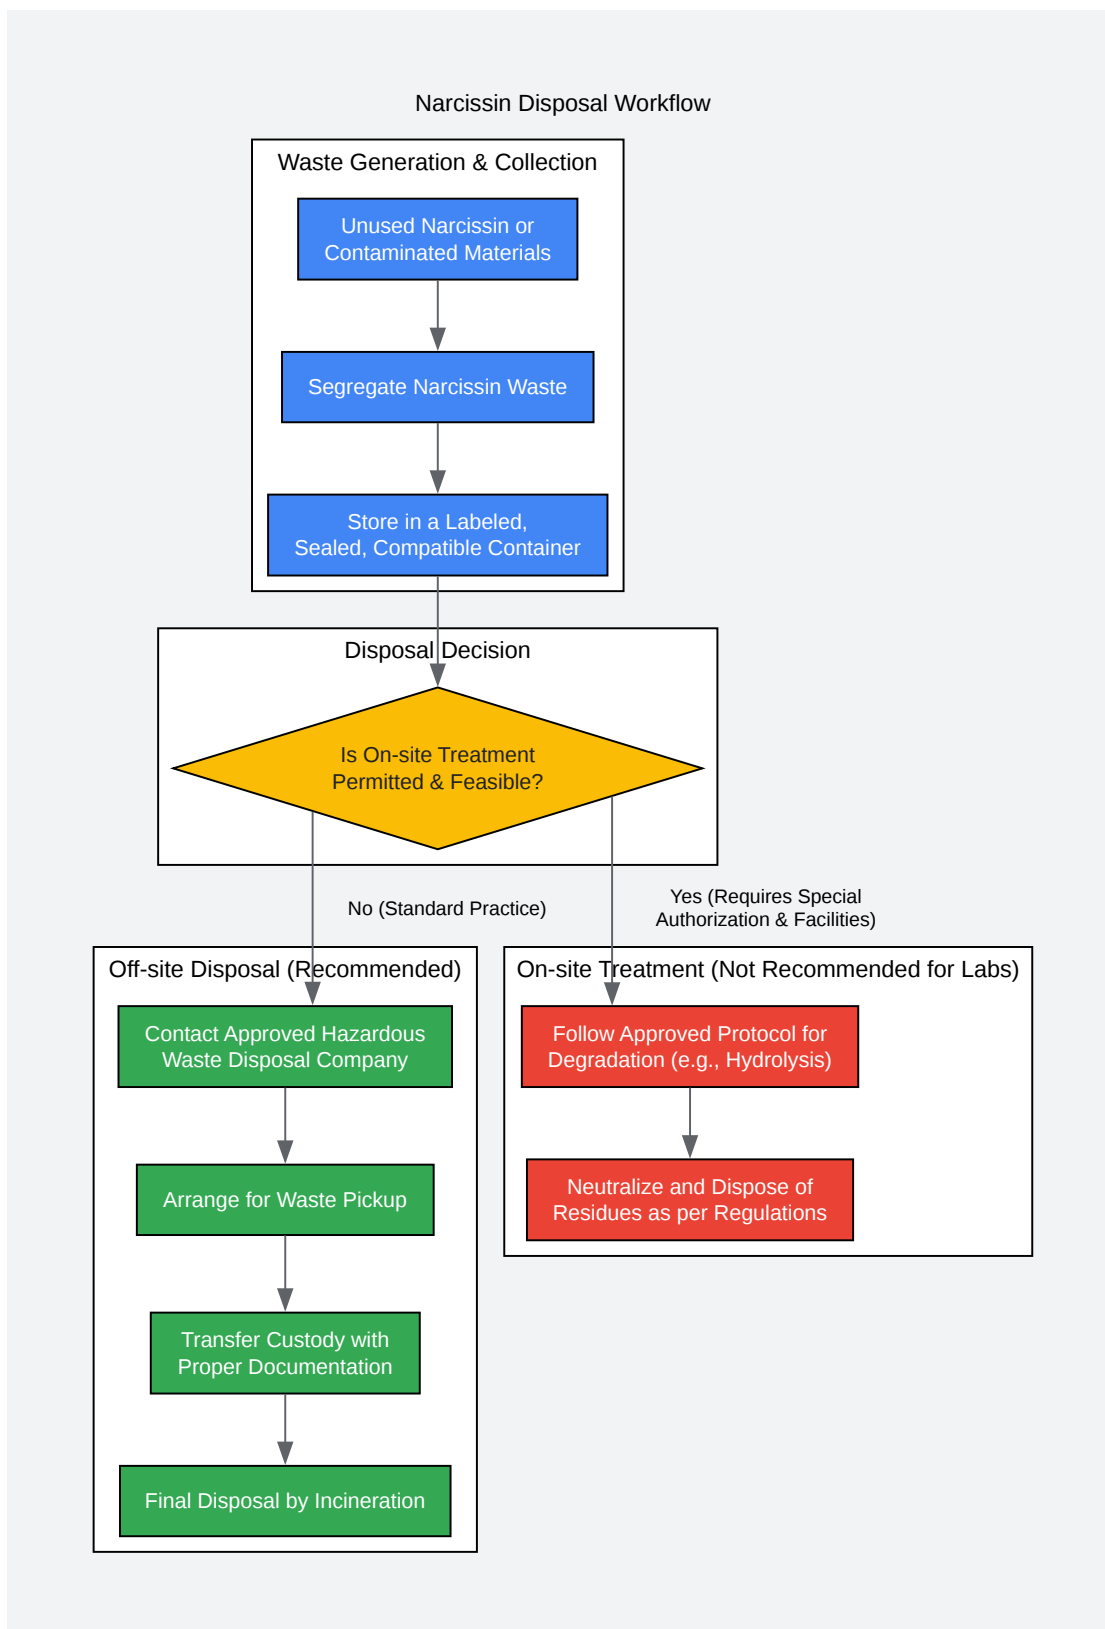 Narcissin Disposal Workflow
Waste Generation & Collection
Unused Narcissin or
Contaminated Materials
Segregate Narcissin Waste
Store in a Labeled,
Sealed, Compatible Container
Disposal Decision
Is On-site Treatment
Permitted & Feasible?
No (Standard Practice)
Yes (Requires Special
Authorization & Facilities)
Off-site Disposal (Recommended)
Contact Approved Hazardous
Waste Disposal Company
Arrange for Waste Pickup
Transfer Custody with
Proper Documentation
Final Disposal by Incineration
On-site Treatment (Not Recommended for Labs)
Follow Approved Protocol for
Degradation (e.g., Hydrolysis)
Neutralize and Dispose of
Residues as per Regulations